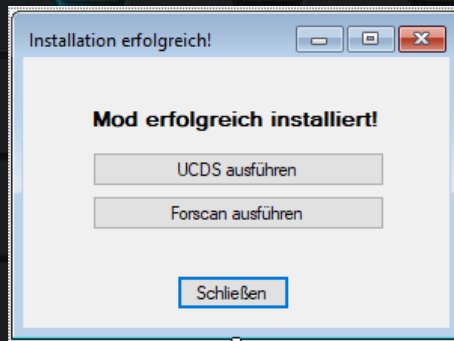 Installation erfolgreich!
Mod erfolgreich installiert!
UCDS ausführen
Forscan ausführen
Schließen